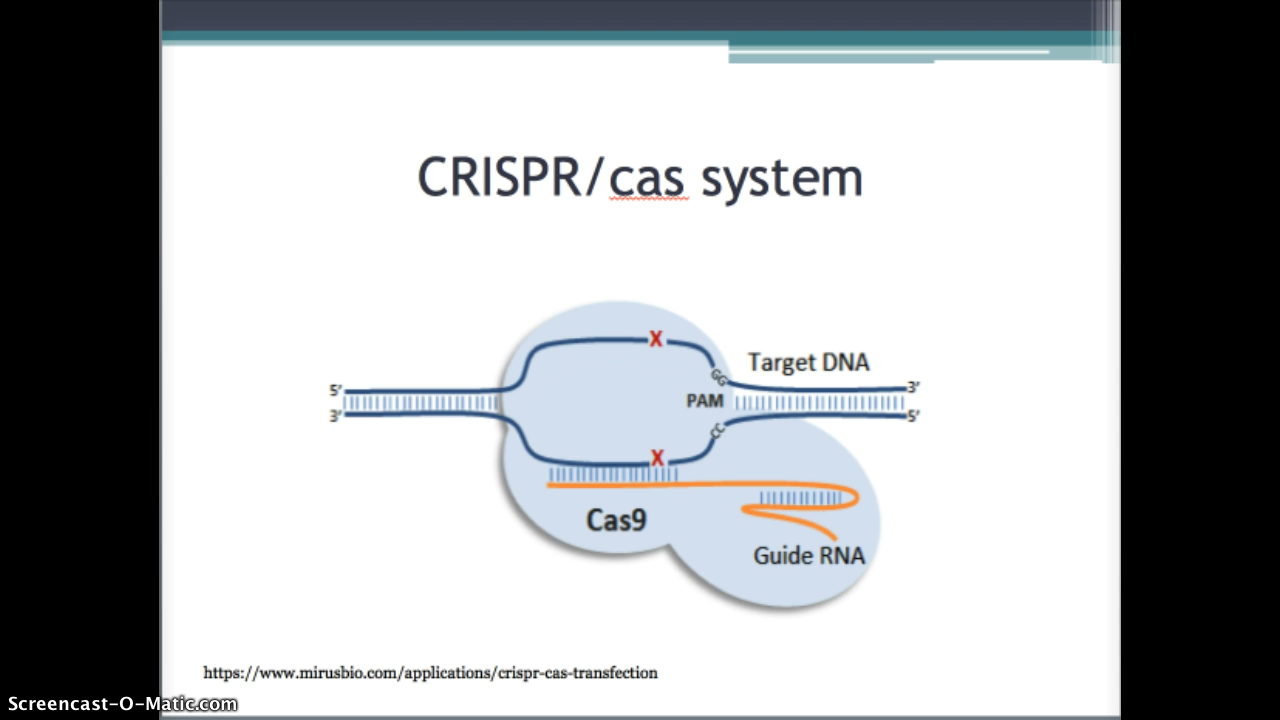 CRISPR/cas system
X
Target DNA
GG
5' 3'
PAM
3' 5'
CC
X
Cas9
Guide RNA
https://www.mirusbio.com/applications/crispr-cas-transfection
Screencast-O-Matic.com